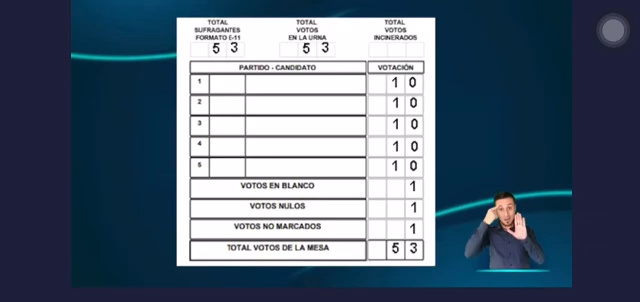 TOTAL SUFRAGANTES FORMATO E-11
5 3
TOTAL VOTOS EN LA URNA
5 3
TOTAL VOTOS INCINERADOS
PARTIDO - CANDIDATO VOTACIÓN
1 1 0
2 1 0
3 1 0
4 1 0
5 1 0
VOTOS EN BLANCO 1
VOTOS NULOS 1
VOTOS NO MARCADOS 1
TOTAL VOTOS DE LA MESA 5 3